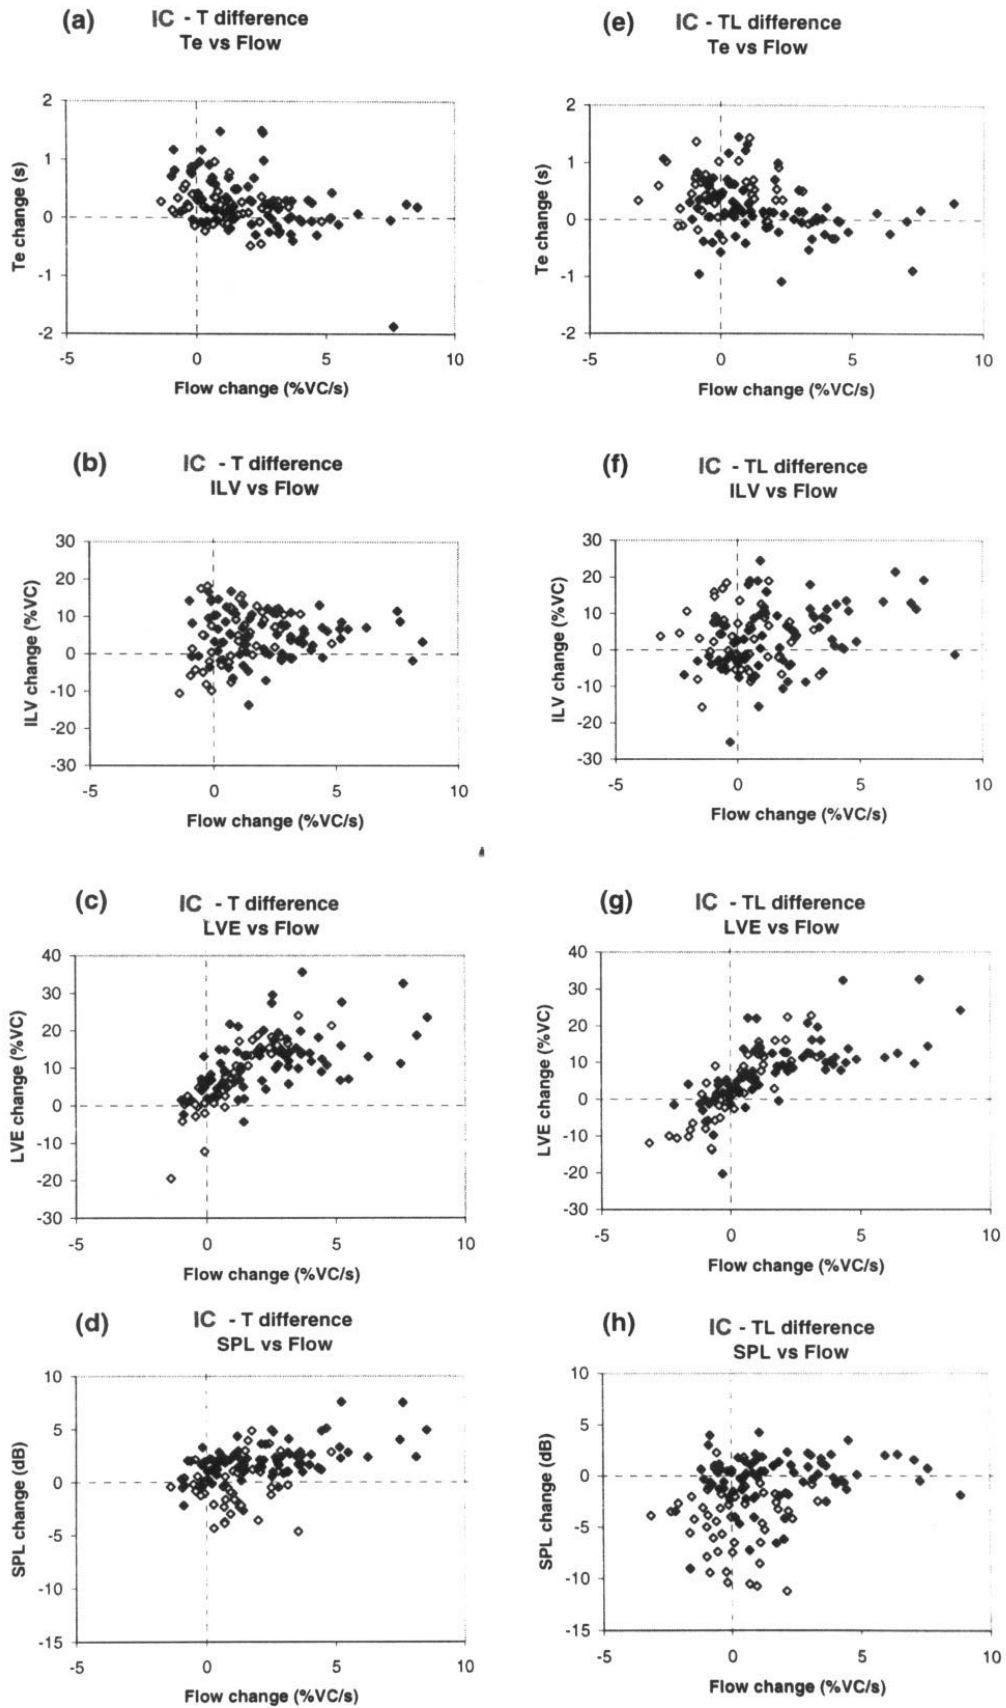 (a) IC - T difference
Te vs Flow
2
1
0
-1
-2
Te change (s)
-5 0 5 10
Flow change (%VC/s)
(b) IC - T difference
ILV vs Flow
30
20
10
0
-10
-20
-30
ILV change (%VC)
-5 0 5 10
Flow change (%VC/s)
(c) IC - T difference
LVE vs Flow
40
30
20
10
0
-10
-20
-30
LVE change (%VC)
-5 0 5 10
Flow change (%VC/s)
(d) IC - T difference
SPL vs Flow
10
5
0
-5
-10
-15
SPL change (dB)
-5 0 5 10
Flow change (%VC/s)
(e) IC - TL difference
Te vs Flow
2
1
0
-1
-2
Te change (s)
-5 0 5 10
Flow change (%VC/s)
(f) IC - TL difference
ILV vs Flow
30
20
10
0
-10
-20
-30
ILV change (%VC)
-5 0 5 10
Flow change (%VC/s)
(g) IC - TL difference
LVE vs Flow
40
30
20
10
0
-10
-20
-30
LVE change (%VC)
-5 0 5 10
Flow change (%VC/s)
(h) IC - TL difference
SPL vs Flow
10
5
0
-5
-10
-15
SPL change (dB)
-5 0 5 10
Flow change (%VC/s)